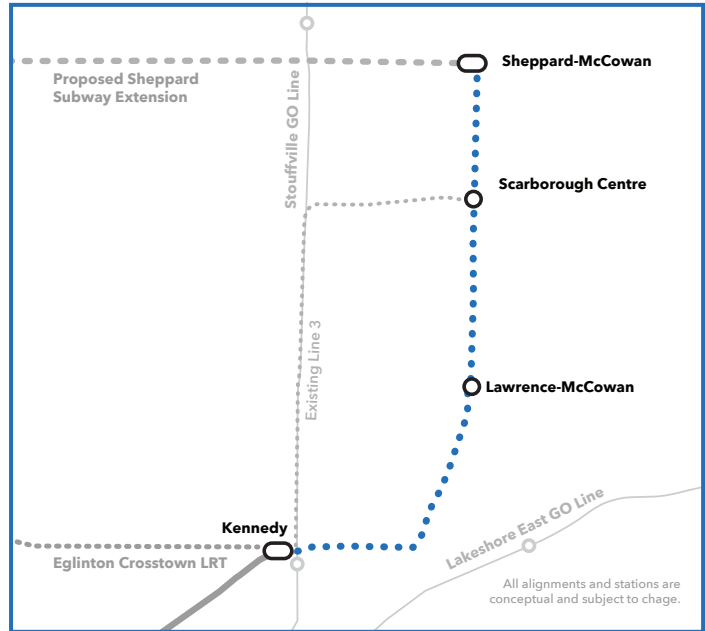 Sheppard-McCowan
Proposed Sheppard
Subway Extension
Stouffville GO Line
Scarborough Centre
Existing Line 3
Lawrence-McCowan
Kennedy
Eglinton Crosstown LRT
Lakeshore East GO Line
All alignments and stations are
conceptual and subject to chage.